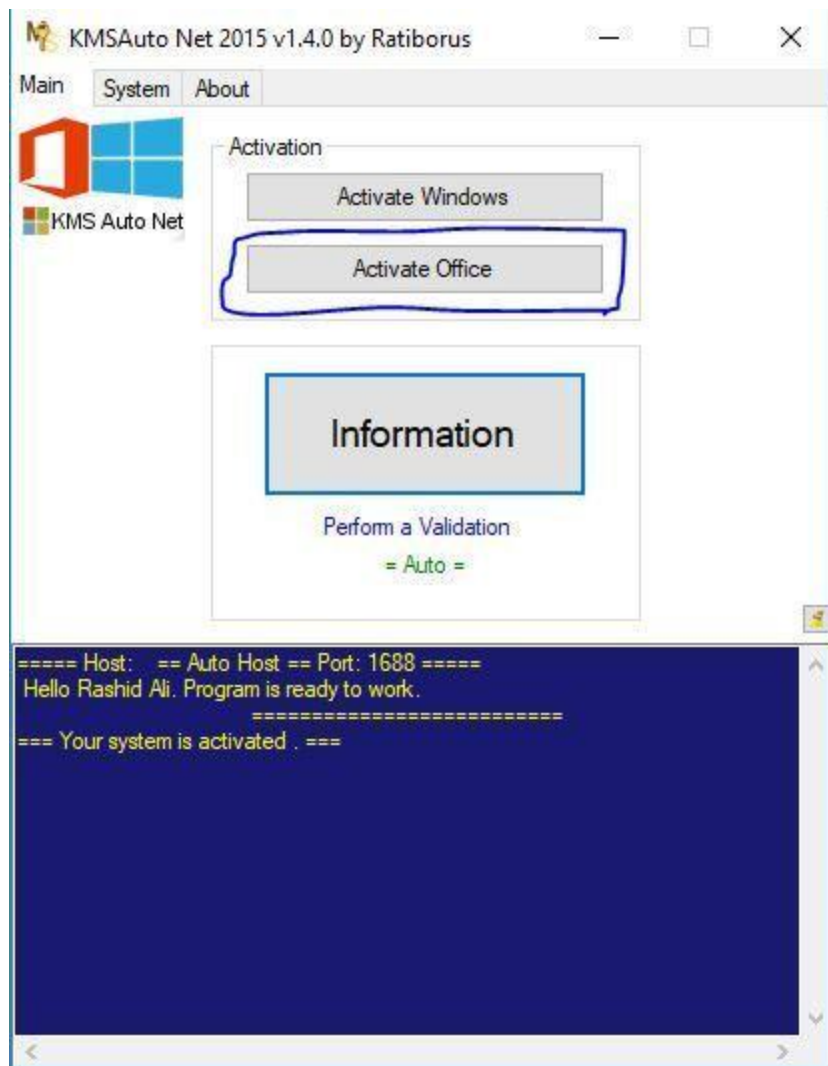 KMSAuto Net 2015 v1.4.0 by Ratiborus
Main System About
KMS Auto Net
Activation
Activate Windows
Activate Office
Information
Perform a Validation
= Auto =
===== Host:   == Auto Host == Port: 1688 =====
Hello Rashid Ali. Program is ready to work.
==========================
=== Your system is activated . ===